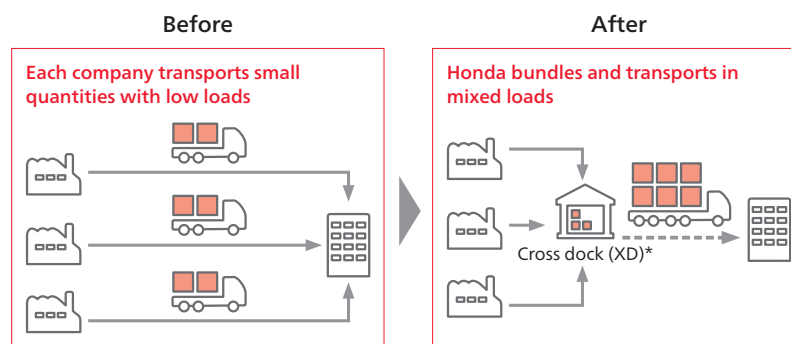 Before
Each company transports small
quantities with low loads
After
Honda bundles and transports in
mixed loads
Cross dock (XD)*